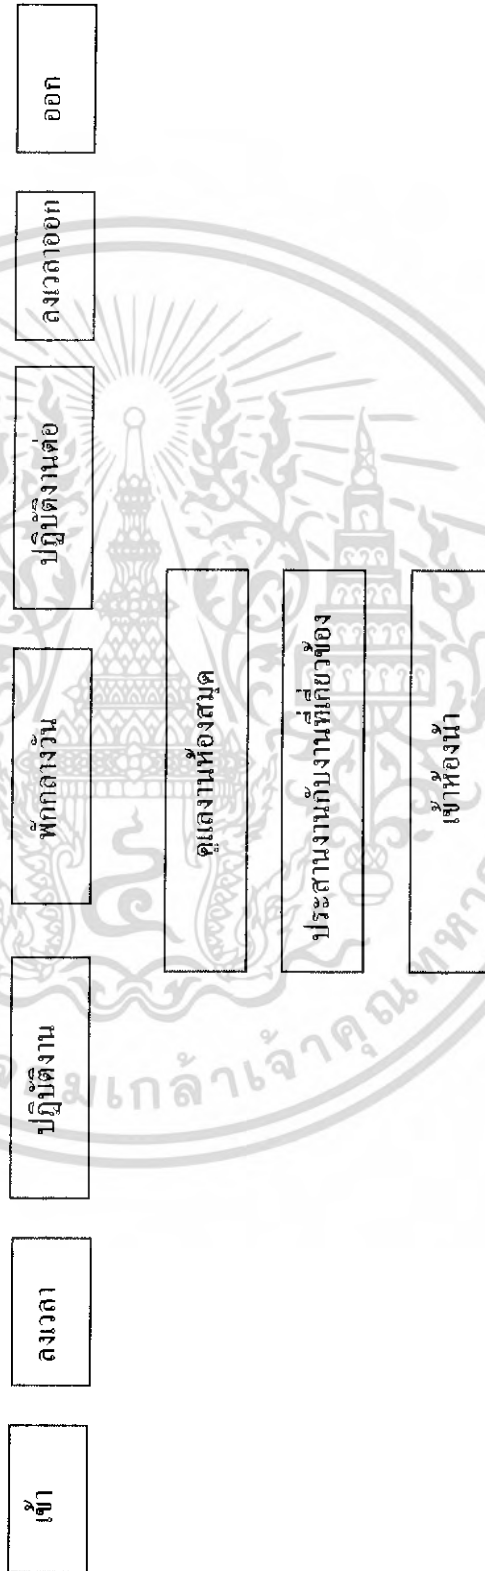 เข้า
ลงเวลา
ปฏิบัติงาน
พักกลางวัน
ปฏิบัติงานต่อ
ลงเวลาออก
ออก
ดูแลงานห้องสมุด
ประสานงานกับงานที่เกี่ยวข้อง
เข้าห้องน้ำ